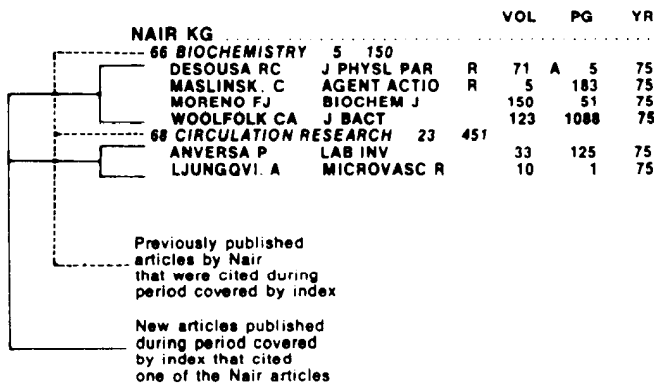 VOL PG YR
NAIR KG
66 BIOCHEMISTRY 5 150
DESOUSA RC J PHYSL PAR R 71 A 5 75
MASLINSK. C AGENT ACTIO R 5 183 75
MORENO FJ BIOCHEM J 150 51 75
WOOLFOLK CA J BACT 123 1088 75
68 CIRCULATION RESEARCH 23 451
ANVERSA P LAB INV 33 125 75
LJUNGQVI. A MICROVASC R 10 1 75
Previously published
articles by Nair
that were cited during
period covered by index
New articles published
during period covered
by index that cited
one of the Nair articles